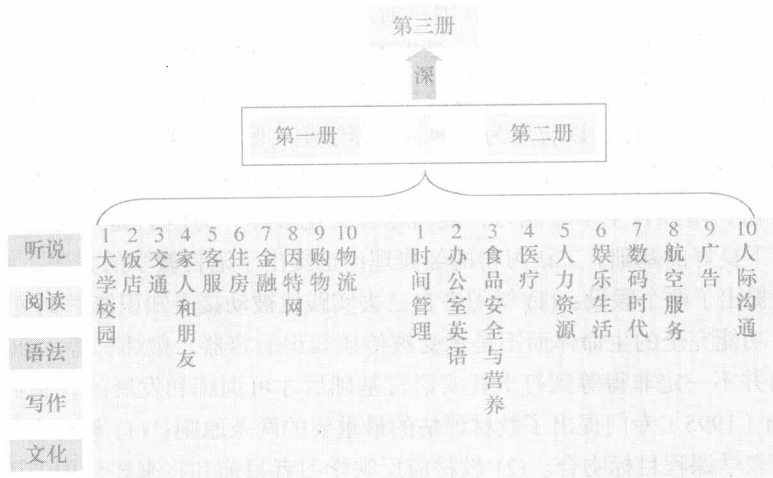 第三册
深
第一册
第二册
听说
阅读
语法
写作
文化
1大学校园
2饭店
3交通
4家人和朋友
5客服
6住房
7金融
8因特网
9购物
10物流
1时间管理
2办公室英语
3食品安全与营养
4医疗
5人力资源
6娱乐生活
7数码时代
8航空服务
9广告
10人际沟通